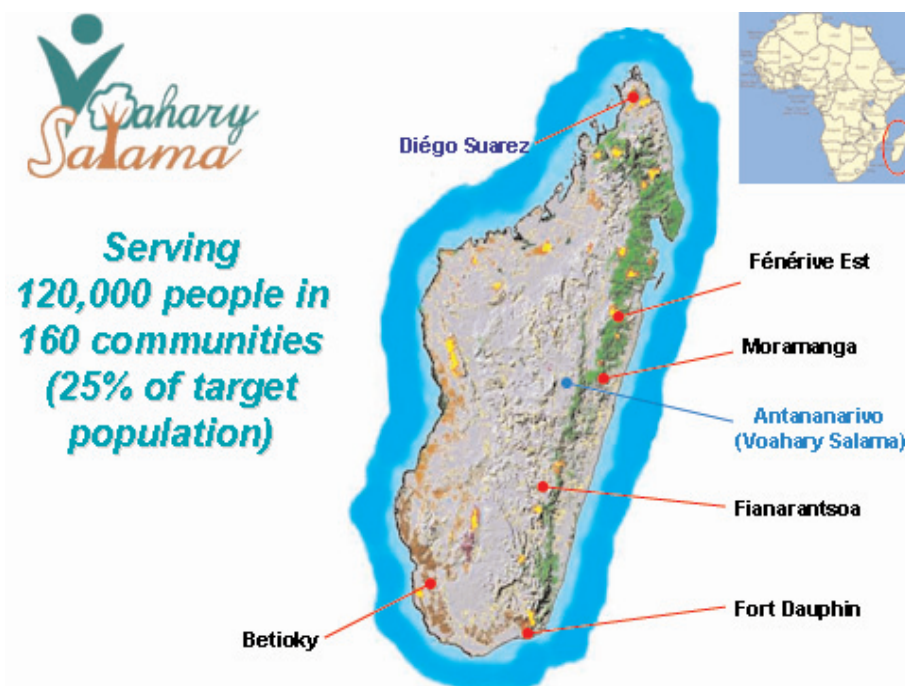 Voahary
Salama
Serving
120,000 people in
160 communities
(25% of target
population)
Diégo Suarez
Fénérive Est
Moramanga
Antananarivo
(Voahary Salama)
Fianarantsoa
Fort Dauphin
Betioky